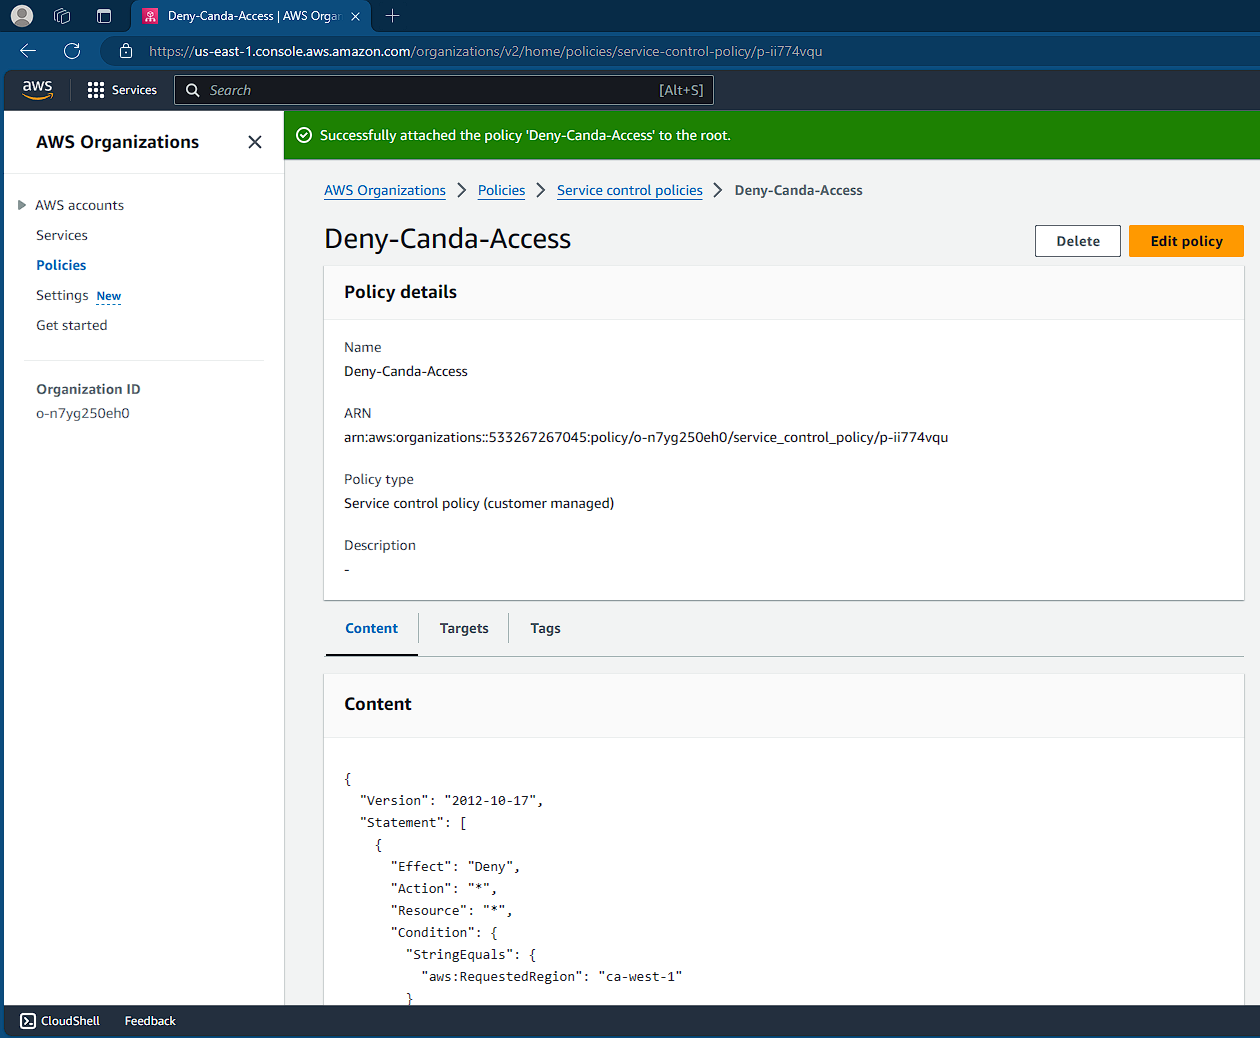 Deny-Canda-Access | AWS Orga
https://us-east-1.console.aws.amazon.com/organizations/v2/home/policies/service-control-policy/p-ii774vqu
aws
Services
Search
[Alt+S]
AWS Organizations
Successfully attached the policy 'Deny-Canda-Access' to the root.
AWS accounts
Services
Policies
Settings New
Get started
Organization ID
o-n7yg250eh0
AWS Organizations > Policies > Service control policies > Deny-Canda-Access
Deny-Canda-Access
Delete
Edit policy
Policy details
Name
Deny-Canda-Access
ARN
arn:aws:organizations::533267267045:policy/o-n7yg250eh0/service_control_policy/p-ii774vqu
Policy type
Service control policy (customer managed)
Description
-
Content
Targets
Tags
Content
{
"Version": "2012-10-17",
"Statement": [
{
"Effect": "Deny",
"Action": "*",
"Resource": "*",
"Condition": {
"StringEquals": {
"aws:RequestedRegion": "ca-west-1"
}
CloudShell
Feedback